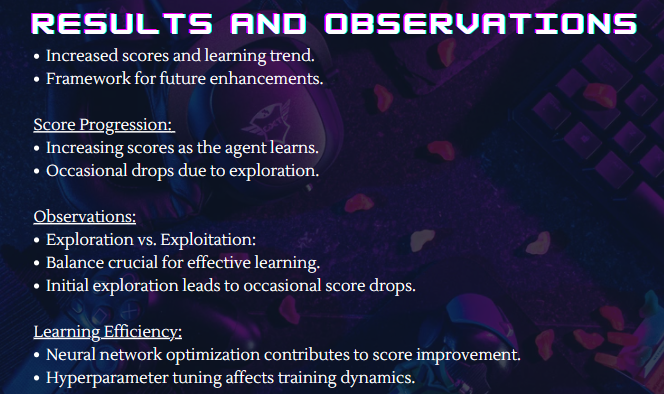 RESULTS AND OBSERVATIONS
• Increased scores and learning trend.
• Framework for future enhancements.
Score Progression:
• Increasing scores as the agent learns.
• Occasional drops due to exploration.
Observations:
• Exploration vs. Exploitation:
• Balance crucial for effective learning.
• Initial exploration leads to occasional score drops.
Learning Efficiency:
• Neural network optimization contributes to score improvement.
• Hyperparameter tuning affects training dynamics.